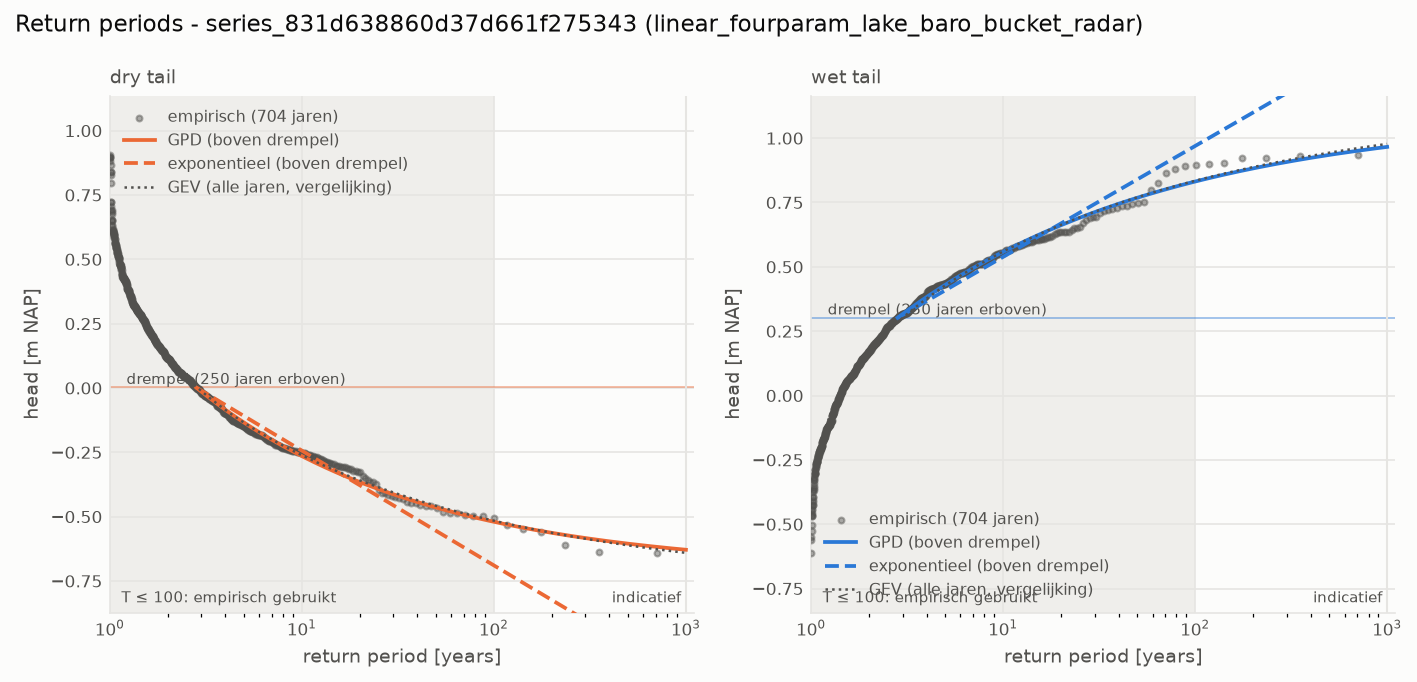 Return periods - series_831d638860d37d661f275343 (linear_fourparam_lake_baro_bucket_radar)
dry tail
empirisch (704 jaren)
GPD (boven drempel)
exponentieel (boven drempel)
GEV (alle jaren, vergelijking)
1.00
0.75
0.50
0.25
0.00
−0.25
−0.50
−0.75
head [m NAP]
drempel (250 jaren erboven)
T ≤ 100: empirisch gebruikt
indicatief
10⁰
10¹
10²
10³
return period [years]
wet tail
1.00
0.75
0.50
0.25
0.00
−0.25
−0.50
−0.75
head [m NAP]
drempel (250 jaren erboven)
empirisch (704 jaren)
GPD (boven drempel)
exponentieel (boven drempel)
GEV (alle jaren, vergelijking)
T ≤ 100: empirisch gebruikt
indicatief
10⁰
10¹
10²
10³
return period [years]